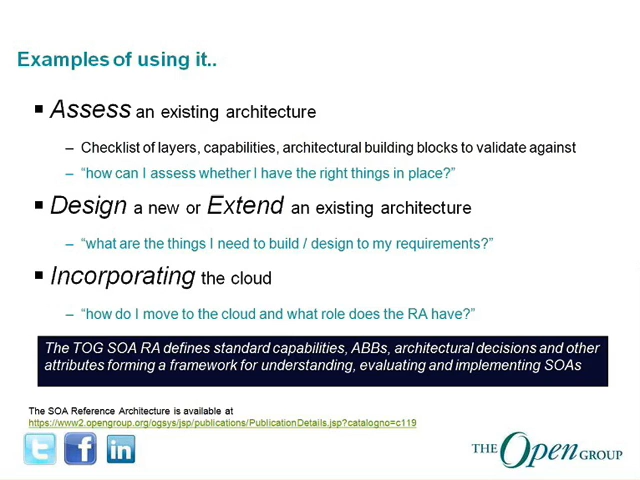 Examples of using it..
▪ Assess an existing architecture
– Checklist of layers, capabilities, architectural building blocks to validate against
– “how can I assess whether I have the right things in place?”
▪ Design a new or Extend an existing architecture
– “what are the things I need to build / design to my requirements?”
▪ Incorporating the cloud
– “how do I move to the cloud and what role does the RA have?”
The TOG SOA RA defines standard capabilities, ABBs, architectural decisions and other
attributes forming a framework for understanding, evaluating and implementing SOAs
The SOA Reference Architecture is available at
https://www2.opengroup.org/ogsys/jsp/publications/PublicationDetails.jsp?catalogno=c119
t f in
THE Open GROUP